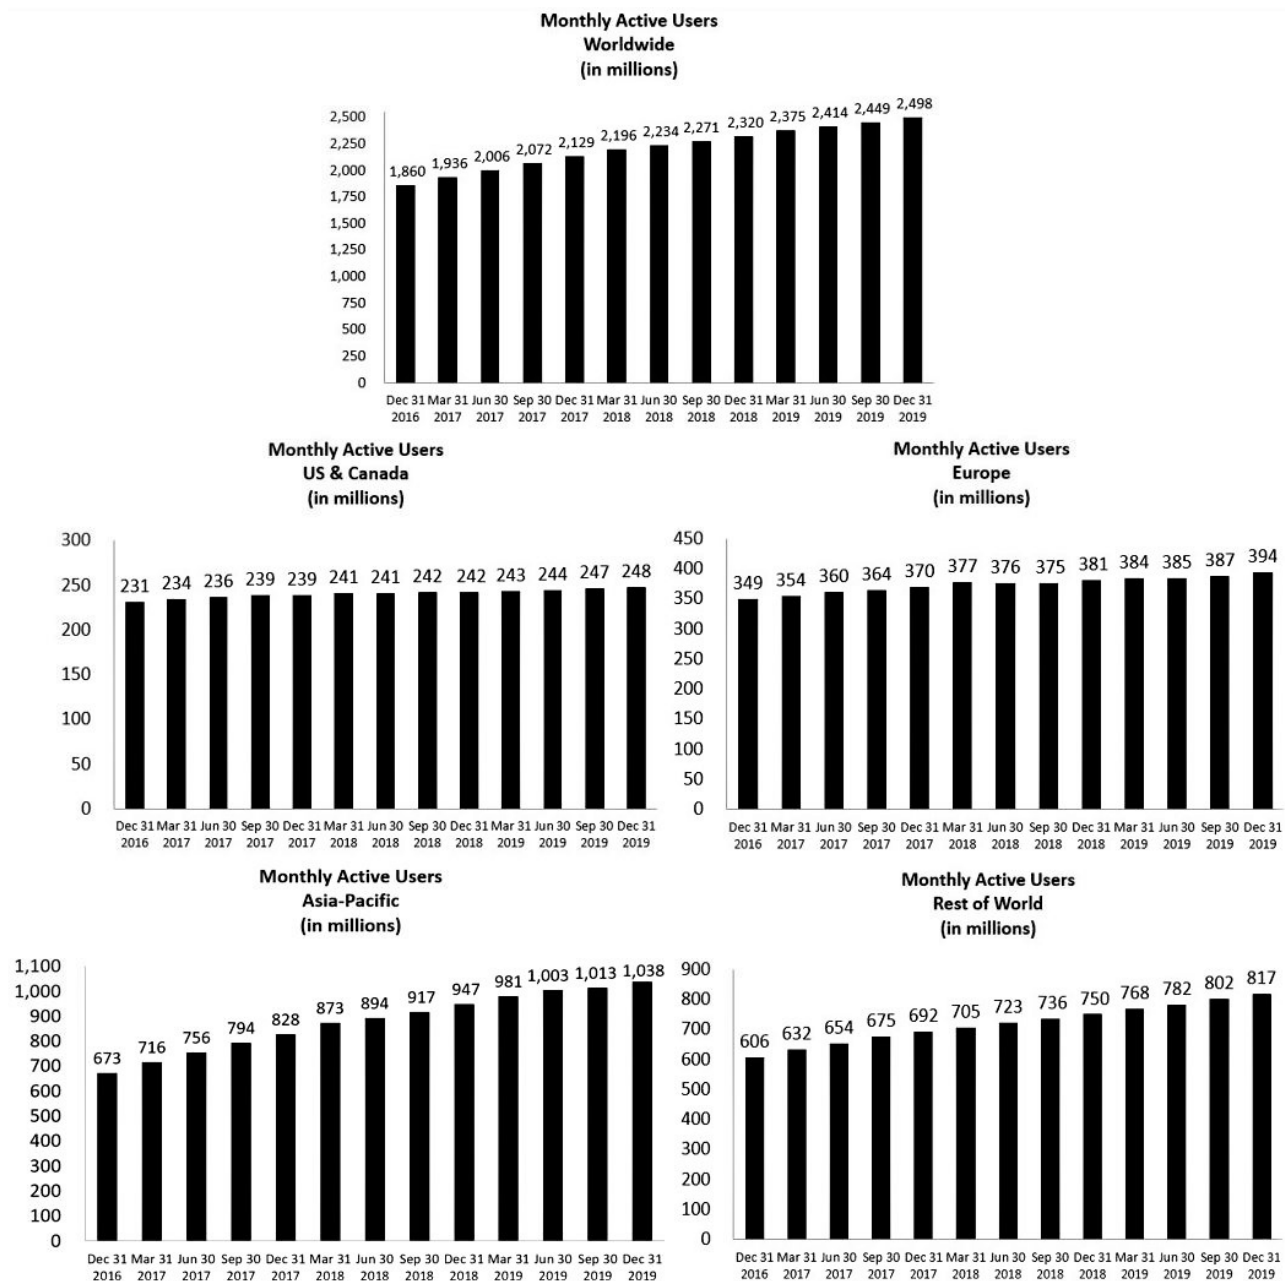 Monthly Active Users
Worldwide
(in millions)
2,500
2,250
2,000
1,750
1,500
1,250
1,000
750
500
250
0
1,860 1,936 2,006 2,072 2,129 2,196 2,234 2,271 2,320 2,375 2,414 2,449 2,498
Dec 31 Mar 31 Jun 30 Sep 30 Dec 31 Mar 31 Jun 30 Sep 30 Dec 31 Mar 31 Jun 30 Sep 30 Dec 31
2016 2017 2017 2017 2017 2018 2018 2018 2018 2019 2019 2019 2019
Monthly Active Users
US & Canada
(in millions)
300
250
200
150
100
50
0
231 234 236 239 239 241 241 242 242 243 244 247 248
Dec 31 Mar 31 Jun 30 Sep 30 Dec 31 Mar 31 Jun 30 Sep 30 Dec 31 Mar 31 Jun 30 Sep 30 Dec 31
2016 2017 2017 2017 2017 2018 2018 2018 2018 2019 2019 2019 2019
Monthly Active Users
Europe
(in millions)
450
400
350
300
250
200
150
100
50
0
349 354 360 364 370 377 376 375 381 384 385 387 394
Dec 31 Mar 31 Jun 30 Sep 30 Dec 31 Mar 31 Jun 30 Sep 30 Dec 31 Mar 31 Jun 30 Sep 30 Dec 31
2016 2017 2017 2017 2017 2018 2018 2018 2018 2019 2019 2019 2019
Monthly Active Users
Asia-Pacific
(in millions)
1,100
1,000
900
800
700
600
500
400
300
200
100
0
673 716 756 794 828 873 894 917 947 981 1,003 1,013 1,038
Dec 31 Mar 31 Jun 30 Sep 30 Dec 31 Mar 31 Jun 30 Sep 30 Dec 31 Mar 31 Jun 30 Sep 30 Dec 31
2016 2017 2017 2017 2017 2018 2018 2018 2018 2019 2019 2019 2019
Monthly Active Users
Rest of World
(in millions)
900
800
700
600
500
400
300
200
100
0
606 632 654 675 692 705 723 736 750 768 782 802 817
Dec 31 Mar 31 Jun 30 Sep 30 Dec 31 Mar 31 Jun 30 Sep 30 Dec 31 Mar 31 Jun 30 Sep 30 Dec 31
2016 2017 2017 2017 2017 2018 2018 2018 2018 2019 2019 2019 2019